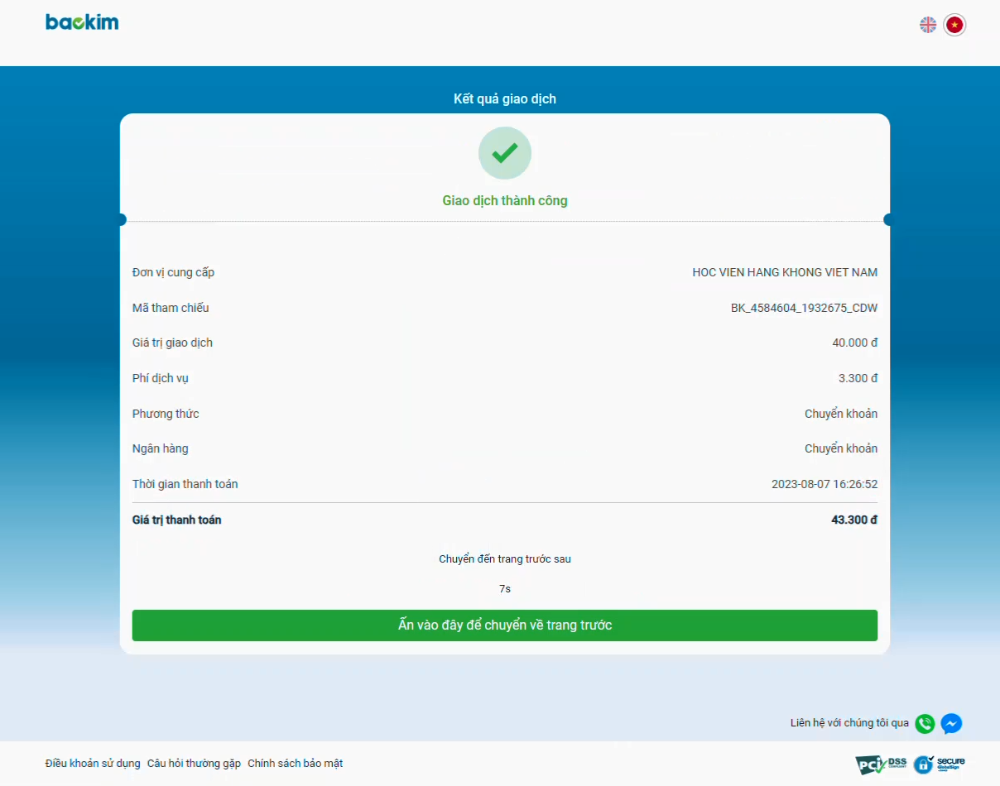 baokim
Kết quả giao dịch
Giao dịch thành công
Đơn vị cung cấp HOC VIEN HANG KHONG VIET NAM
Mã tham chiếu BK_4584604_1932675_CDW
Giá trị giao dịch 40.000 đ
Phí dịch vụ 3.300 đ
Phương thức Chuyển khoản
Ngân hàng Chuyển khoản
Thời gian thanh toán 2023-08-07 16:26:52
Giá trị thanh toán 43.300 đ
Chuyển đến trang trước sau
7s
Ấn vào đây để chuyển về trang trước
Liên hệ với chúng tôi qua
Điều khoản sử dụng Câu hỏi thường gặp Chính sách bảo mật
PCI DSS COMPLIANT
secure GlobalSign